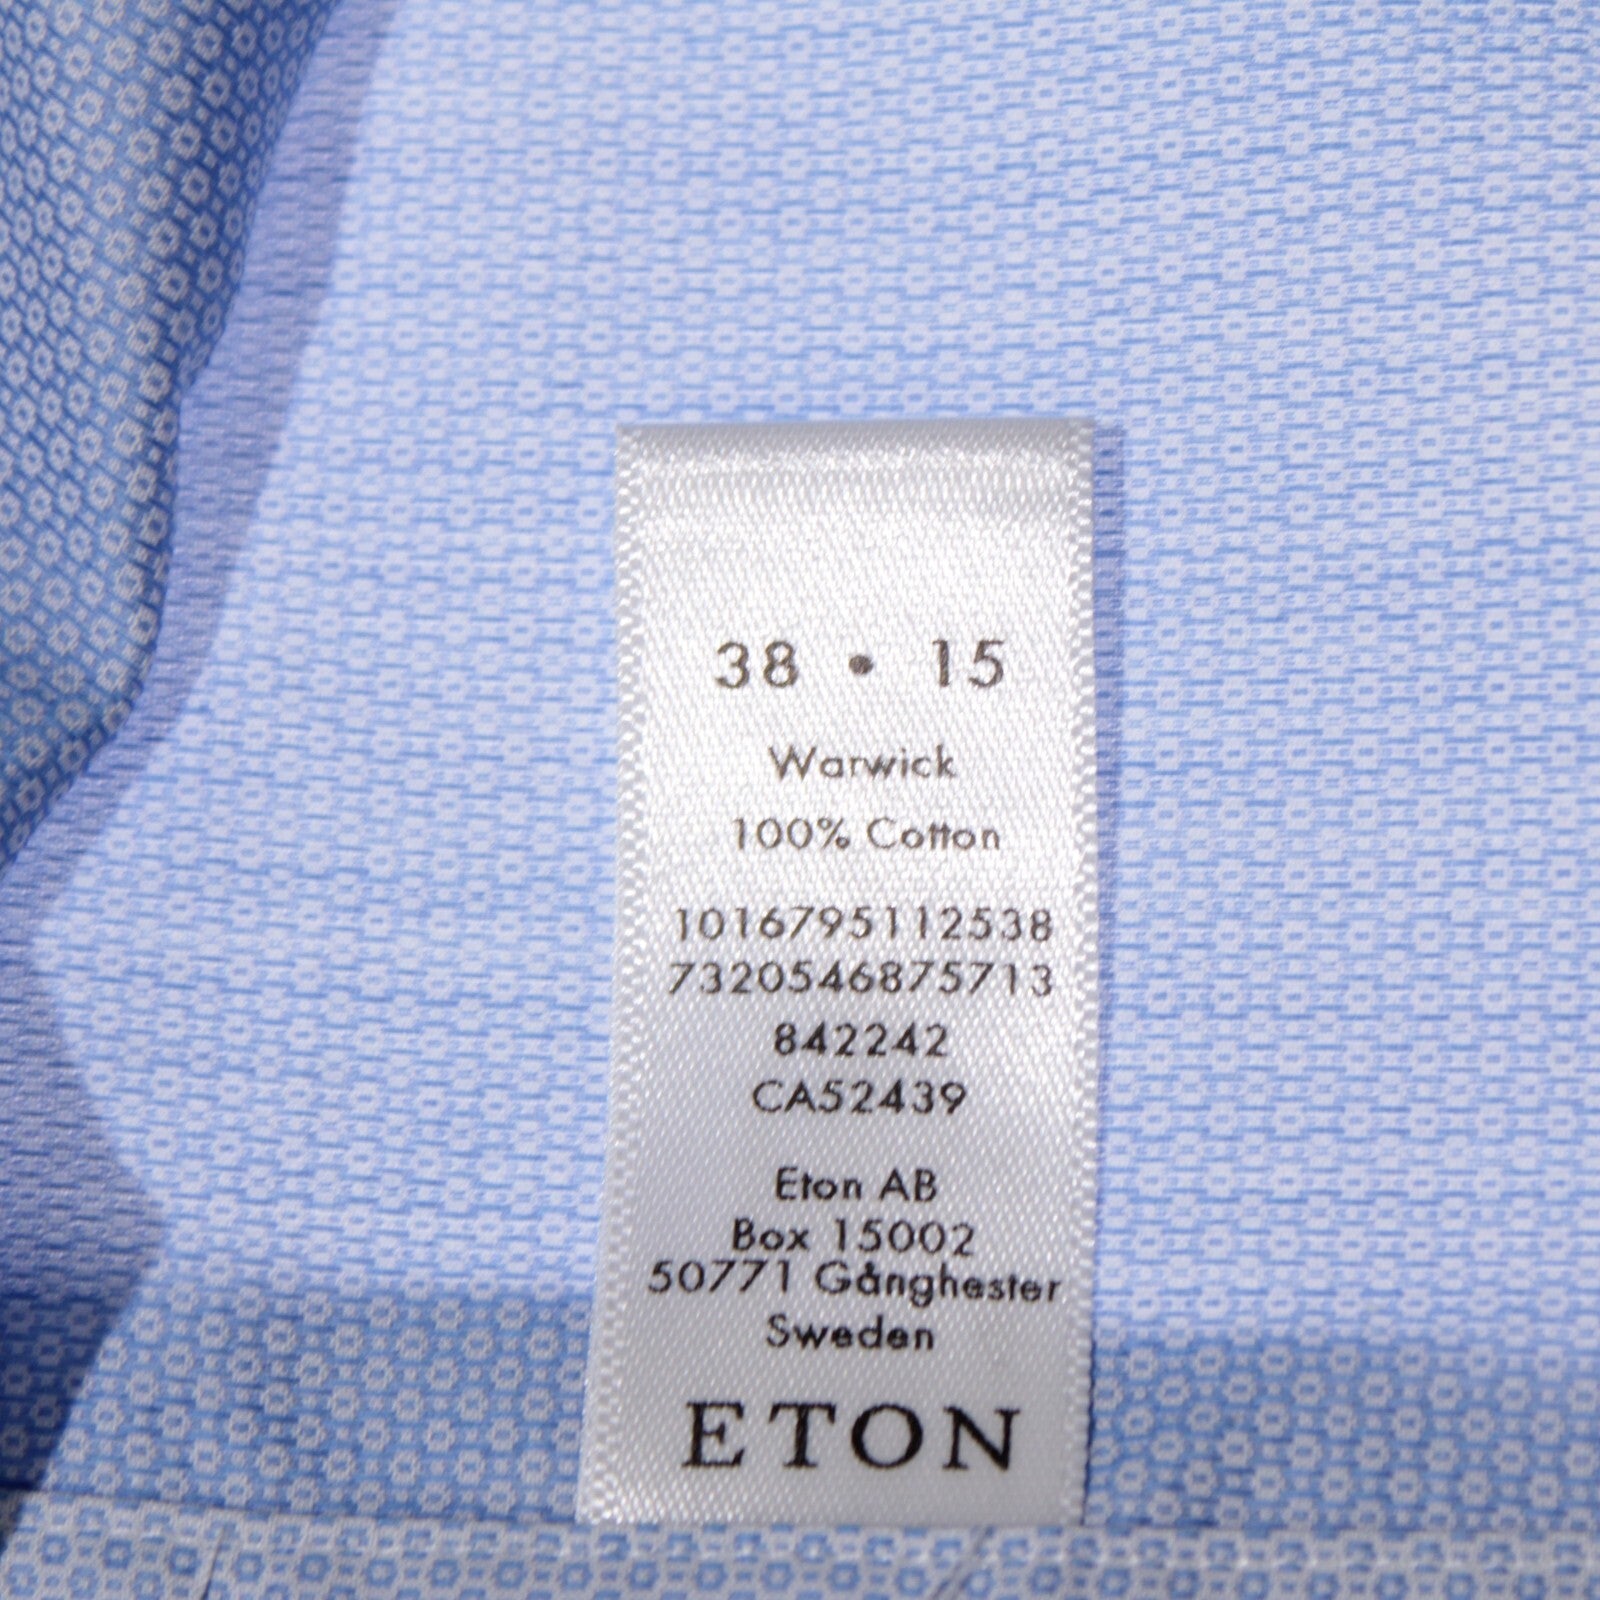 38 • 15
Warwick
100% Cotton
1016795112538
7320546875713
842242
CA52439
Eton AB
Box 15002
50771 Gånghester
Sweden
ETON